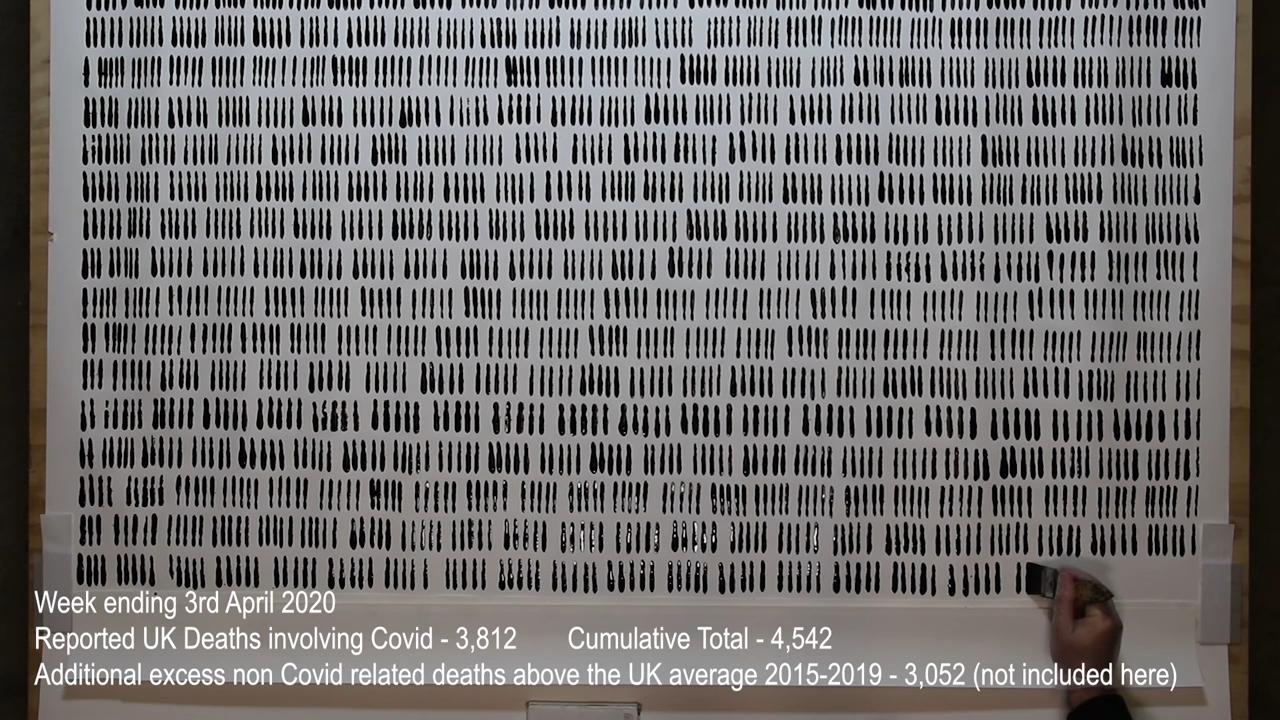 Week ending 3rd April 2020
Reported UK Deaths involving Covid - 3,812 Cumulative Total - 4,542
Additional excess non Covid related deaths above the UK average 2015-2019 - 3,052 (not included here)